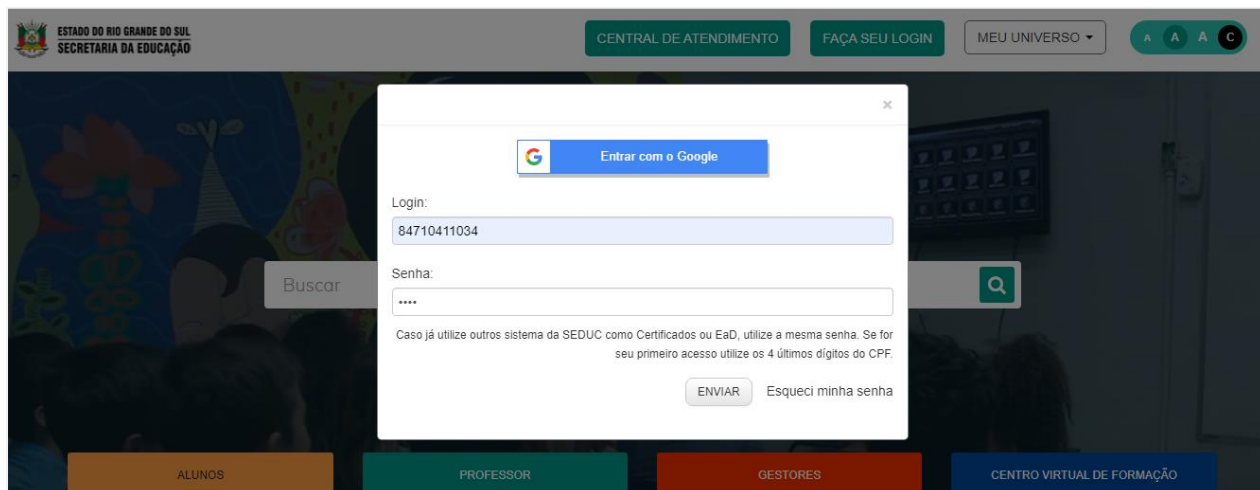 ESTADO DO RIO GRANDE DO SUL
SECRETARIA DA EDUCAÇÃO
CENTRAL DE ATENDIMENTO
FAÇA SEU LOGIN
MEU UNIVERSO
A A A C
×
G Entrar com o Google
Login:
84710411034
Buscar
Senha:
••••
Caso já utilize outros sistema da SEDUC como Certificados ou EaD, utilize a mesma senha. Se for
seu primeiro acesso utilize os 4 últimos dígitos do CPF.
ENVIAR Esqueci minha senha
ALUNOS
PROFESSOR
GESTORES
CENTRO VIRTUAL DE FORMAÇÃO